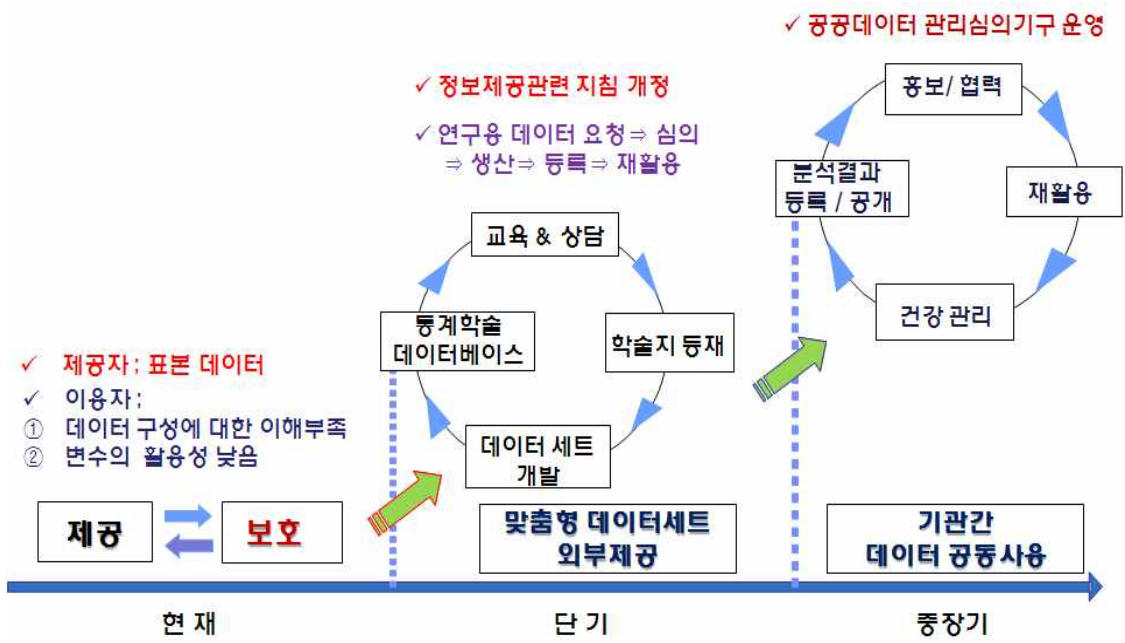 ✓ 공공데이터 관리심의기구 운영
홍보/ 협력
분석결과
등록 / 공개
재활용
건강 관리
✓ 정보제공관련 지침 개정
✓ 연구용 데이터 요청⇒ 심의
⇒ 생산⇒ 등록⇒ 재활용
교육 & 상담
통계학술
데이터베이스
학술지 등재
데이터 세트
개발
✓ 제공자 ; 표본 데이터
✓ 이용자 ;
① 데이터 구성에 대한 이해부족
② 변수의 활용성 낮음
제공
보호
맞춤형 데이터세트
외부제공
기관간
데이터 공동사용
현 재
단 기
중장기